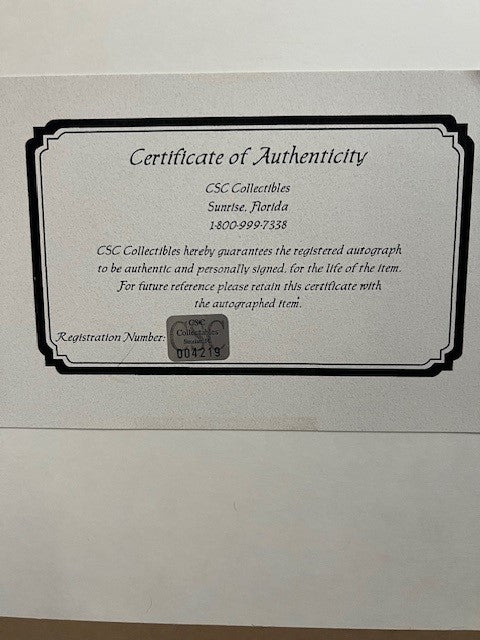 Certificate of Authenticity
CSC Collectibles
Sunrise, Florida
1-800-999-7338
CSC Collectibles hereby guarantees the registered autograph
to be authentic and personally signed, for the life of the item.
For future reference please retain this certificate with
the autographed item.
Registration Number:
CSC
Collectables
004219